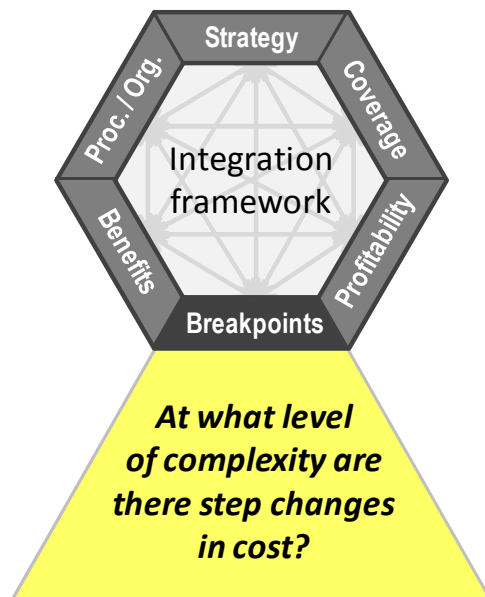 Strategy
Proc. / Org.
Coverage
Integration
framework
Benefits
Profitability
Breakpoints
At what level
of complexity are
there step changes
in cost?